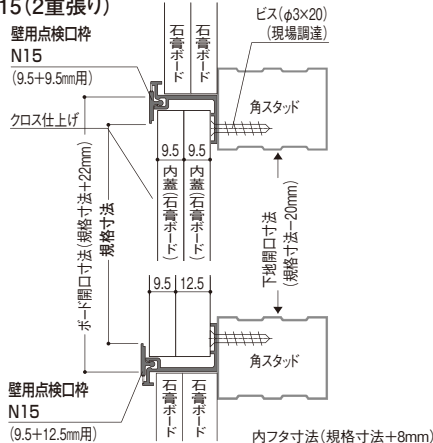 15(2重張り)
壁用点検口枠
N15
(9.5+9.5mm用)
石膏ボード
石膏ボード
ビス(φ3×20)
(現場調達)
角スタッド
クロス仕上げ
9.5 9.5
内蓋(石膏ボード)
内蓋(石膏ボード)
ボード開口寸法(規格寸法+22mm)
規格寸法
下地開口寸法
(規格寸法−20mm)
9.5 12.5
角スタッド
壁用点検口枠
N15
(9.5+12.5mm用)
石膏ボード
石膏ボード
内フタ寸法(規格寸法+8mm)